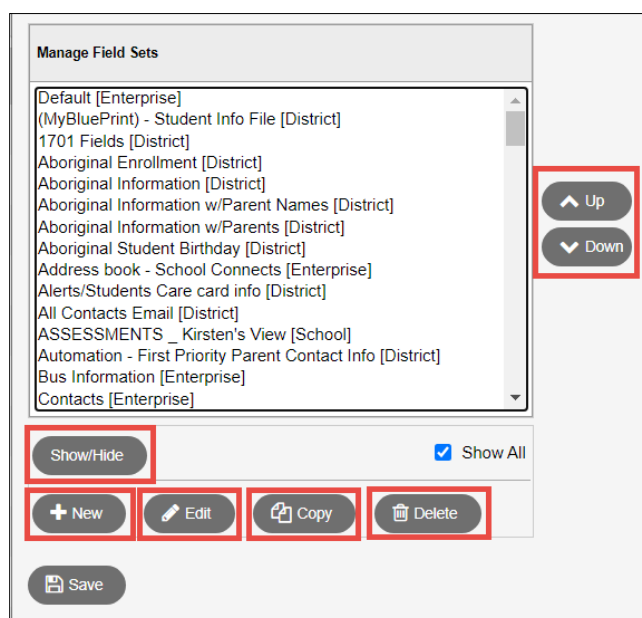 Manage Field Sets
Default [Enterprise]
(MyBluePrint) - Student Info File [District]
1701 Fields [District]
Aboriginal Enrollment [District]
Aboriginal Information [District]
Aboriginal Information w/Parent Names [District]
Aboriginal Information w/Parents [District]
Aboriginal Student Birthday [District]
Address book - School Connects [Enterprise]
Alerts/Students Care card info [District]
All Contacts Email [District]
ASSESSMENTS _ Kirsten's View [School]
Automation - First Priority Parent Contact Info [District]
Bus Information [Enterprise]
Contacts [Enterprise]
Up
Down
Show/Hide
Show All
New
Edit
Copy
Delete
Save